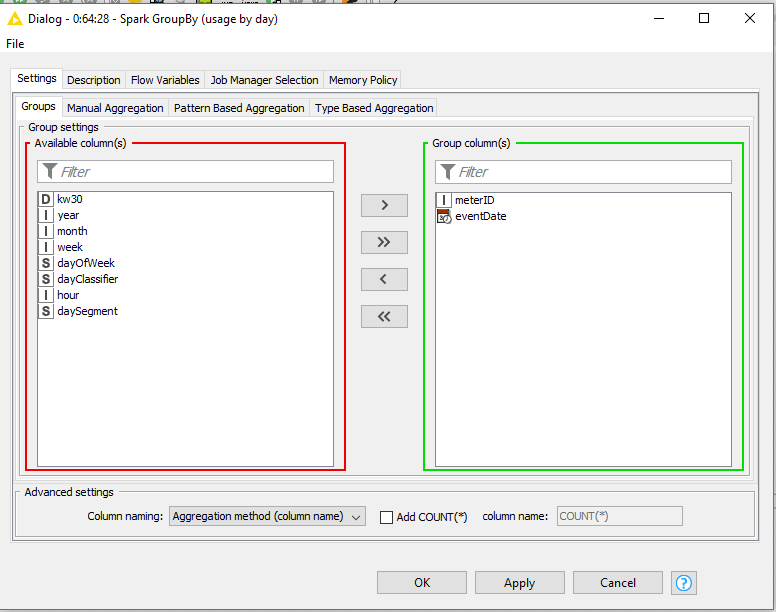 Dialog - 0:64:28 - Spark GroupBy (usage by day)
File
Settings Description Flow Variables Job Manager Selection Memory Policy
Groups Manual Aggregation Pattern Based Aggregation Type Based Aggregation
Group settings
Available column(s) Group column(s)
Filter Filter
D kw30 > I meterID
I year eventDate
I month
I week >>
S dayOfWeek
S dayClassifier <
I hour
S daySegment <<
Advanced settings
Column naming: Aggregation method (column name) Add COUNT(*) column name: COUNT(*)
OK Apply Cancel ?